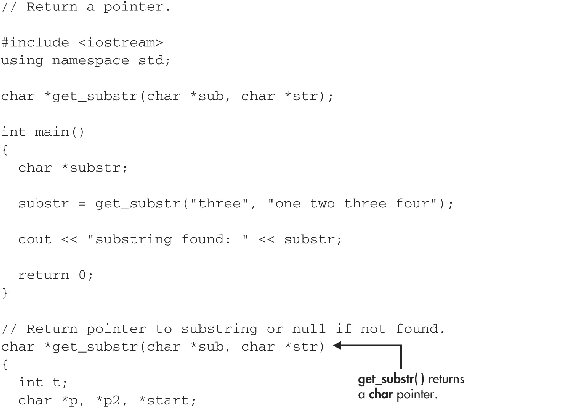 // Return a pointer.

#include <iostream>
using namespace std;

char *get_substr(char *sub, char *str);

int main()
{
  char *substr;

  substr = get_substr("three", "one two three four");

  cout << "substring found: " << substr;

  return 0;
}

// Return pointer to substring or null if not found.
char *get_substr(char *sub, char *str)
{
  int t;
  char *p, *p2, *start;
get_substr( ) returns
a char pointer.